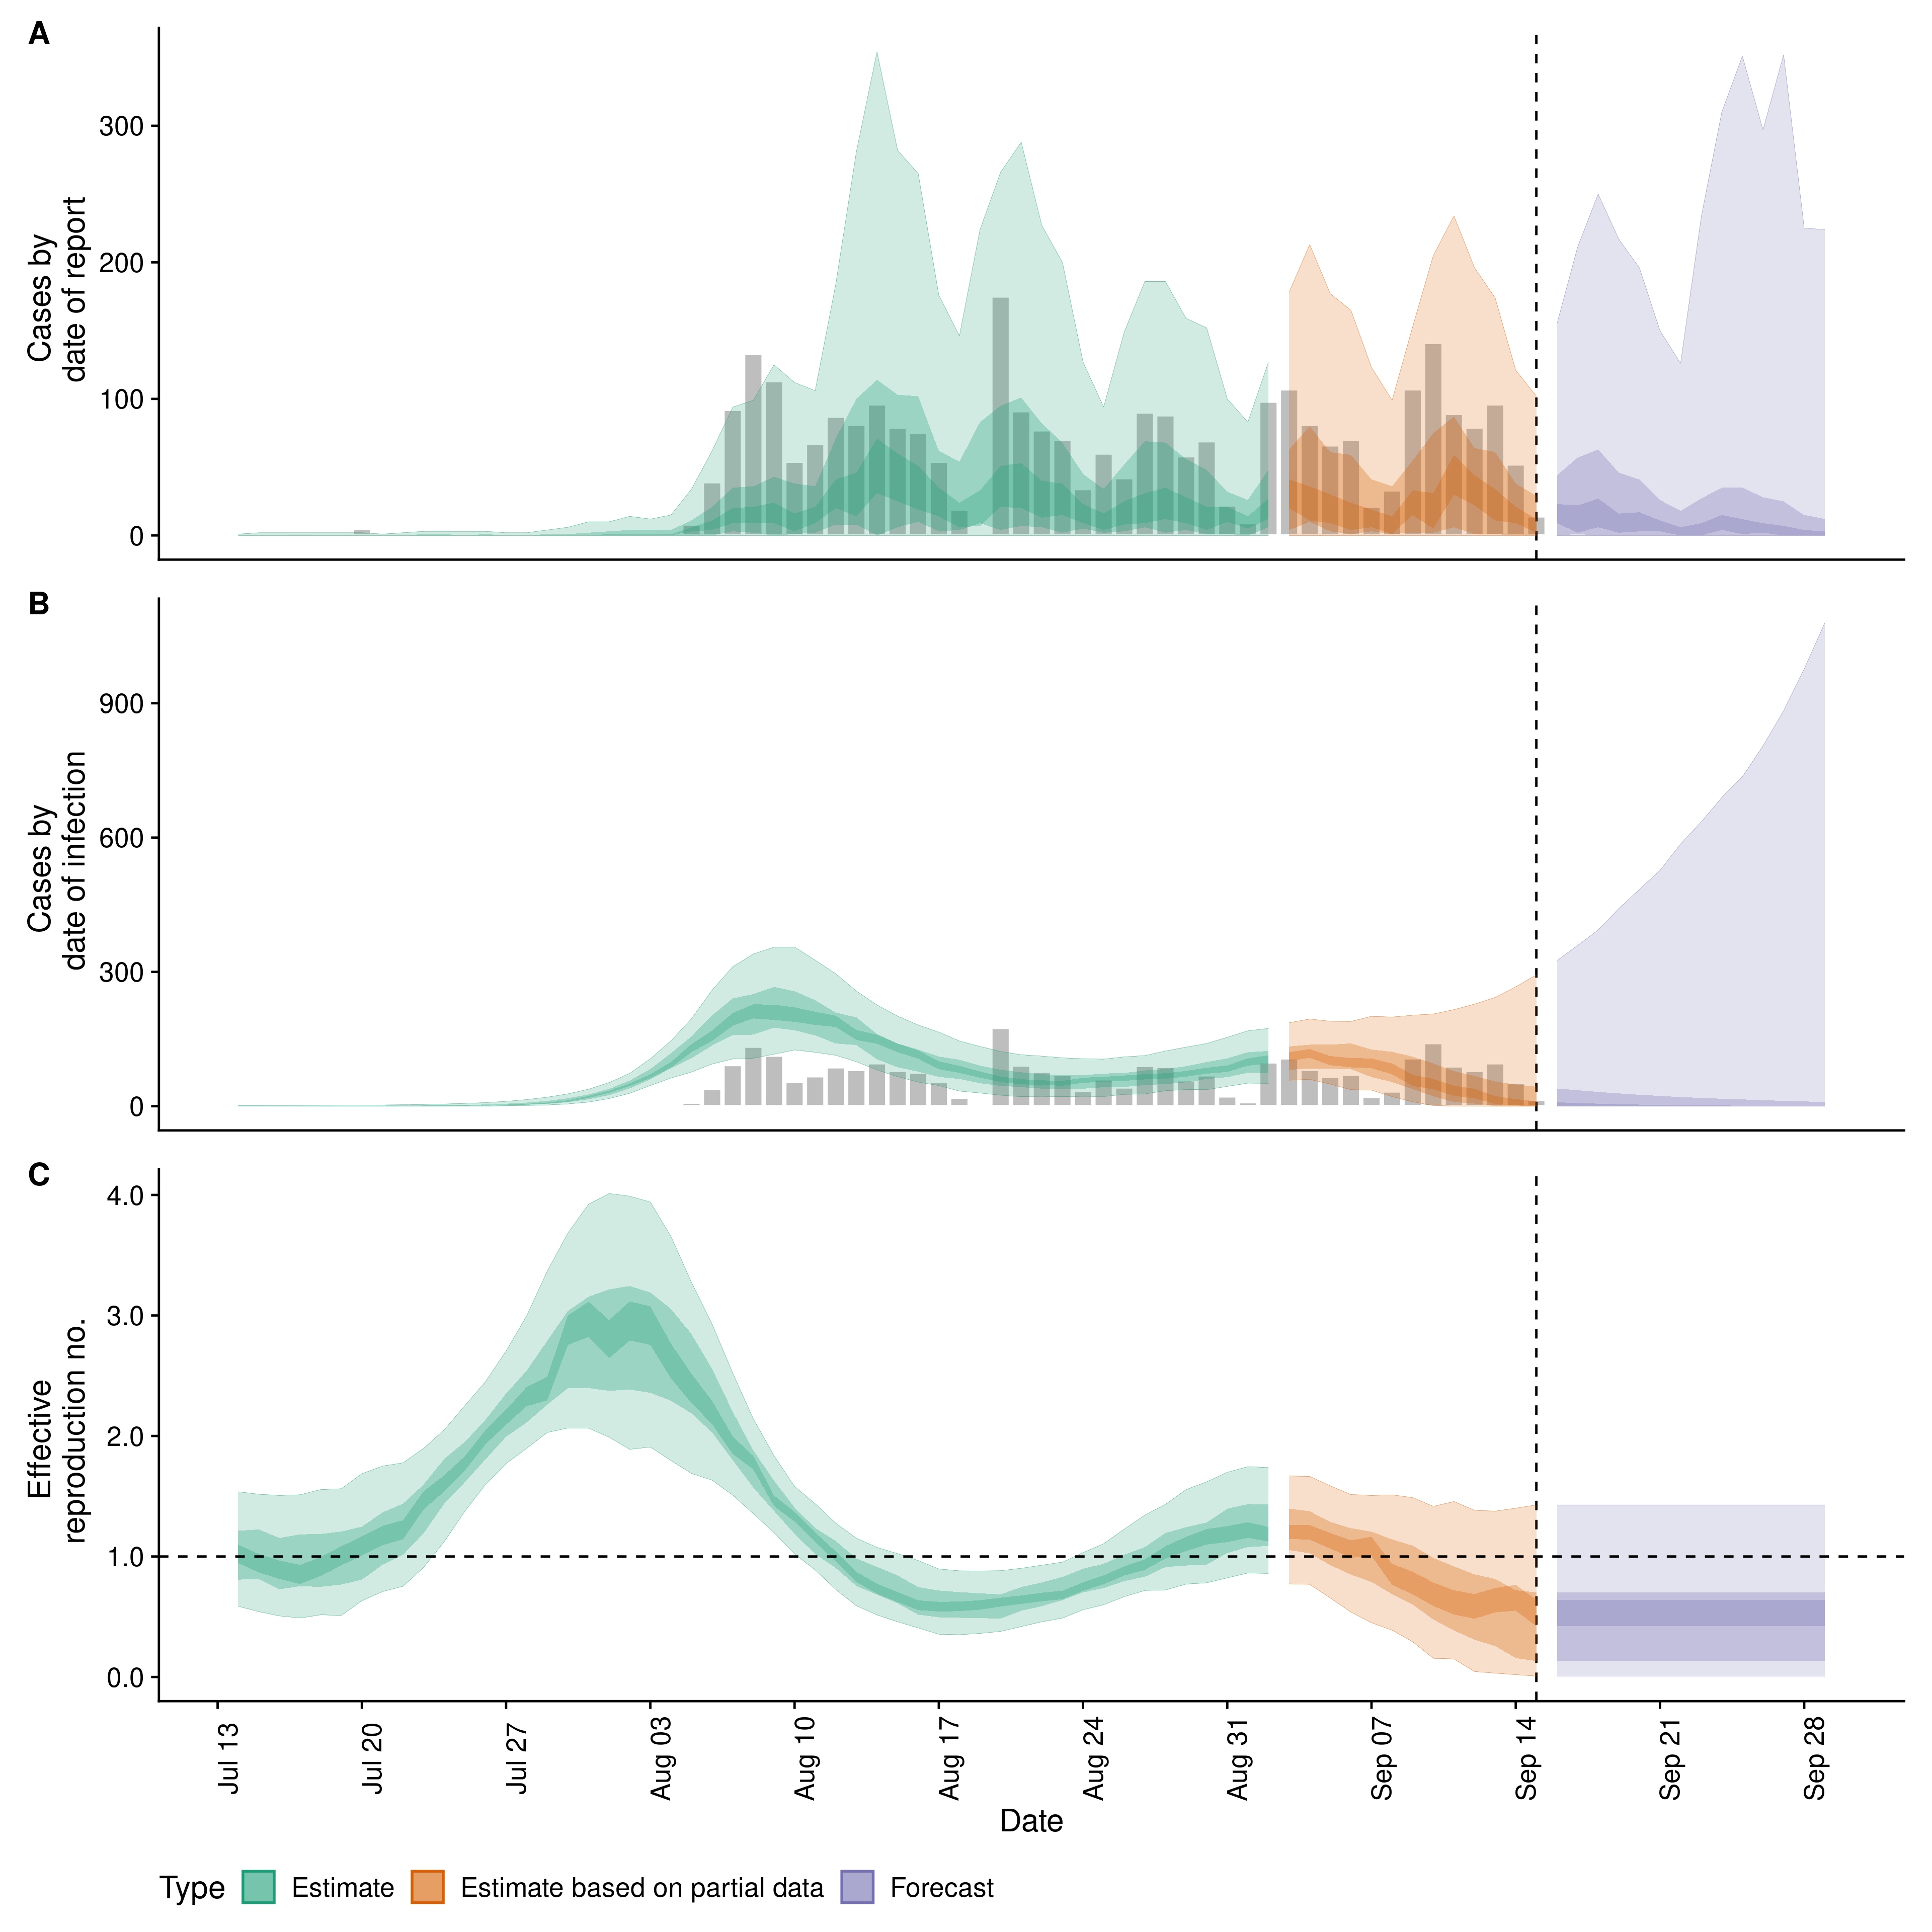 A
Cases by
date of report
300
200
100
0
B
Cases by
date of infection
900
600
300
0
C
Effective
reproduction no.
4.0
3.0
2.0
1.0
0.0
Jul 13
Jul 20
Jul 27
Aug 03
Aug 10
Aug 17
Aug 24
Aug 31
Sep 07
Sep 14
Sep 21
Sep 28
Date
Type Estimate Estimate based on partial data Forecast